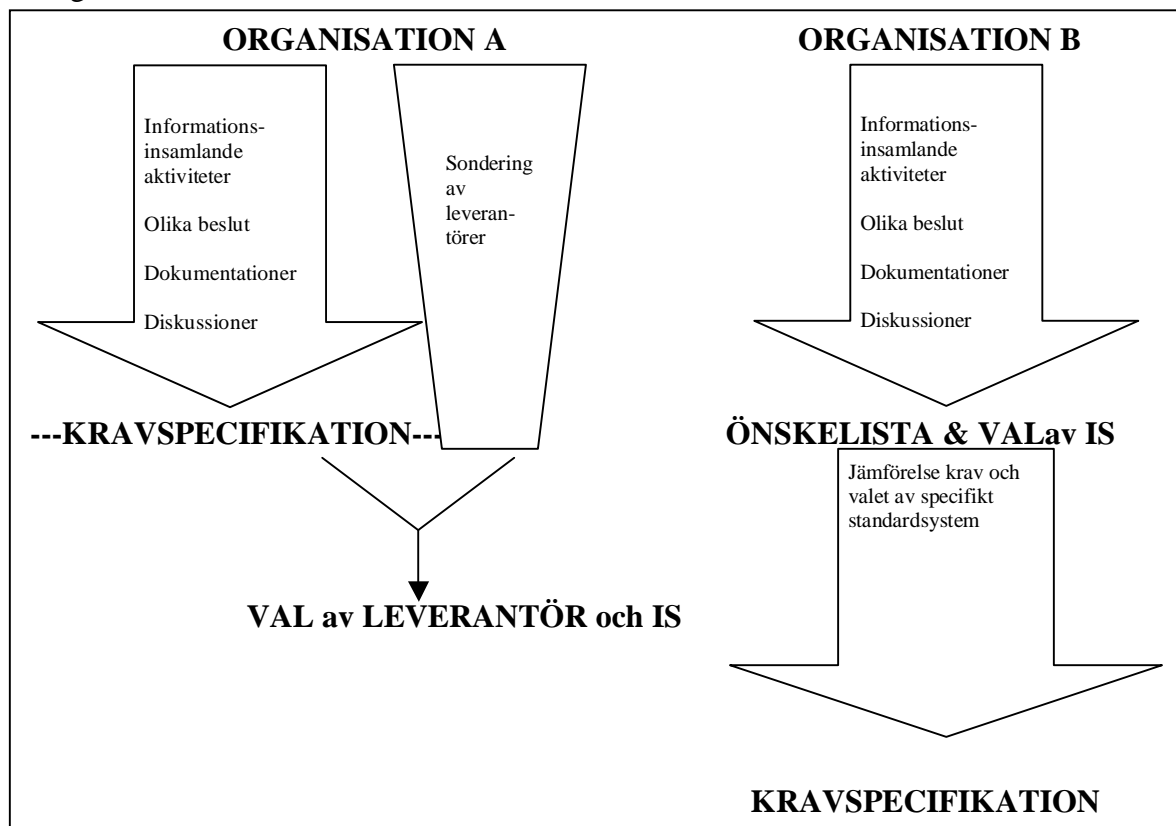 ORGANISATION A
Informations-
insamlande
aktiviteter
Olika beslut
Dokumentationer
Diskussioner
Sondering
av
leveran-
törer
---KRAVSPECIFIKATION---
VAL av LEVERANTÖR och IS
ORGANISATION B
Informations-
insamlande
aktiviteter
Olika beslut
Dokumentationer
Diskussioner
ÖNSKELISTA & VALav IS
Jämförelse krav och
valet av specifikt
standardsystem
KRAVSPECIFIKATION